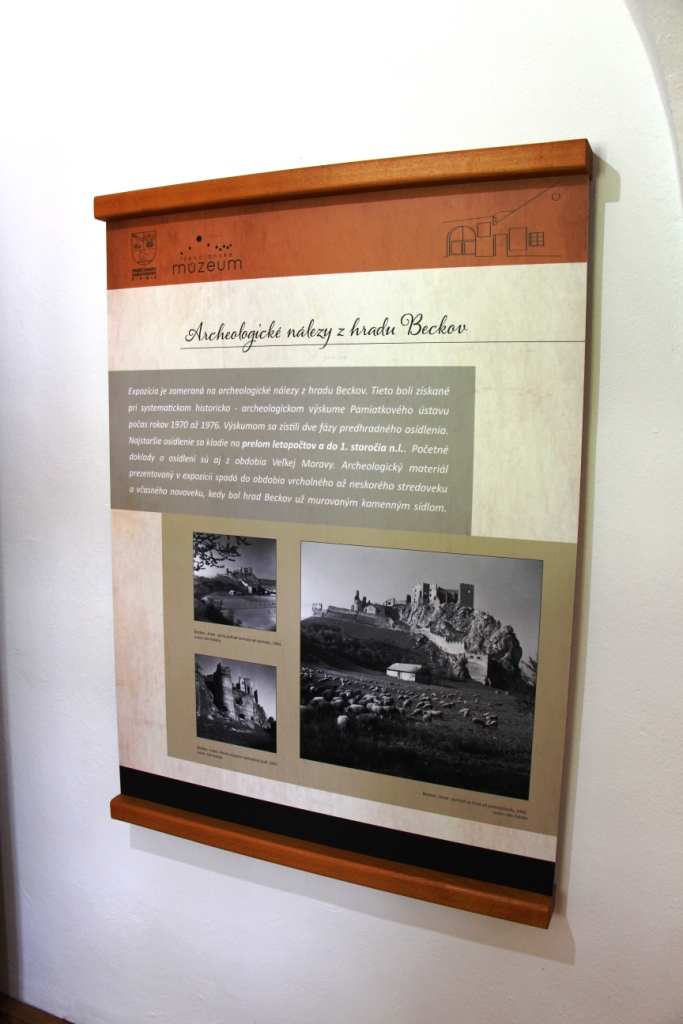 trenčianske
múzeum
Archeologické nálezy z hradu Beckov
Expozícia je zameraná na archeologické nálezy z hradu Beckov. Tieto boli získané
pri systematickom historicko - archeologickom výskume Pamiatkového ústavu
počas rokov 1970 až 1976. Výskumom sa zistili dve fázy predhradného osídlenia.
Najstaršie osídlenie sa kladie na prelom letopočtov a do 1. storočia n.l.. Početné
doklady o osídlení sú aj z obdobia Veľkej Moravy. Archeologický materiál
prezentovaný v expozícii spadá do obdobia vrcholného až neskorého stredoveku
a včasného novoveku, kedy bol hrad Beckov už murovaným kamenným sídlom.